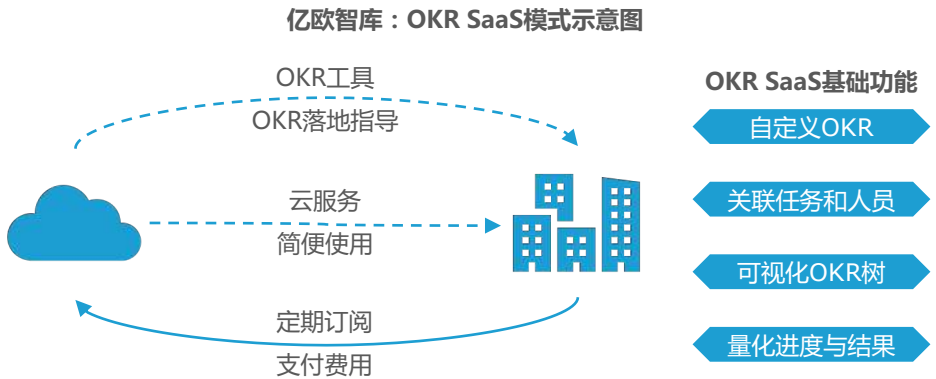 亿欧智库：OKR SaaS模式示意图
OKR工具
OKR落地指导
云服务
简便使用
定期订阅
支付费用
OKR SaaS基础功能
自定义OKR
关联任务和人员
可视化OKR树
量化进度与结果